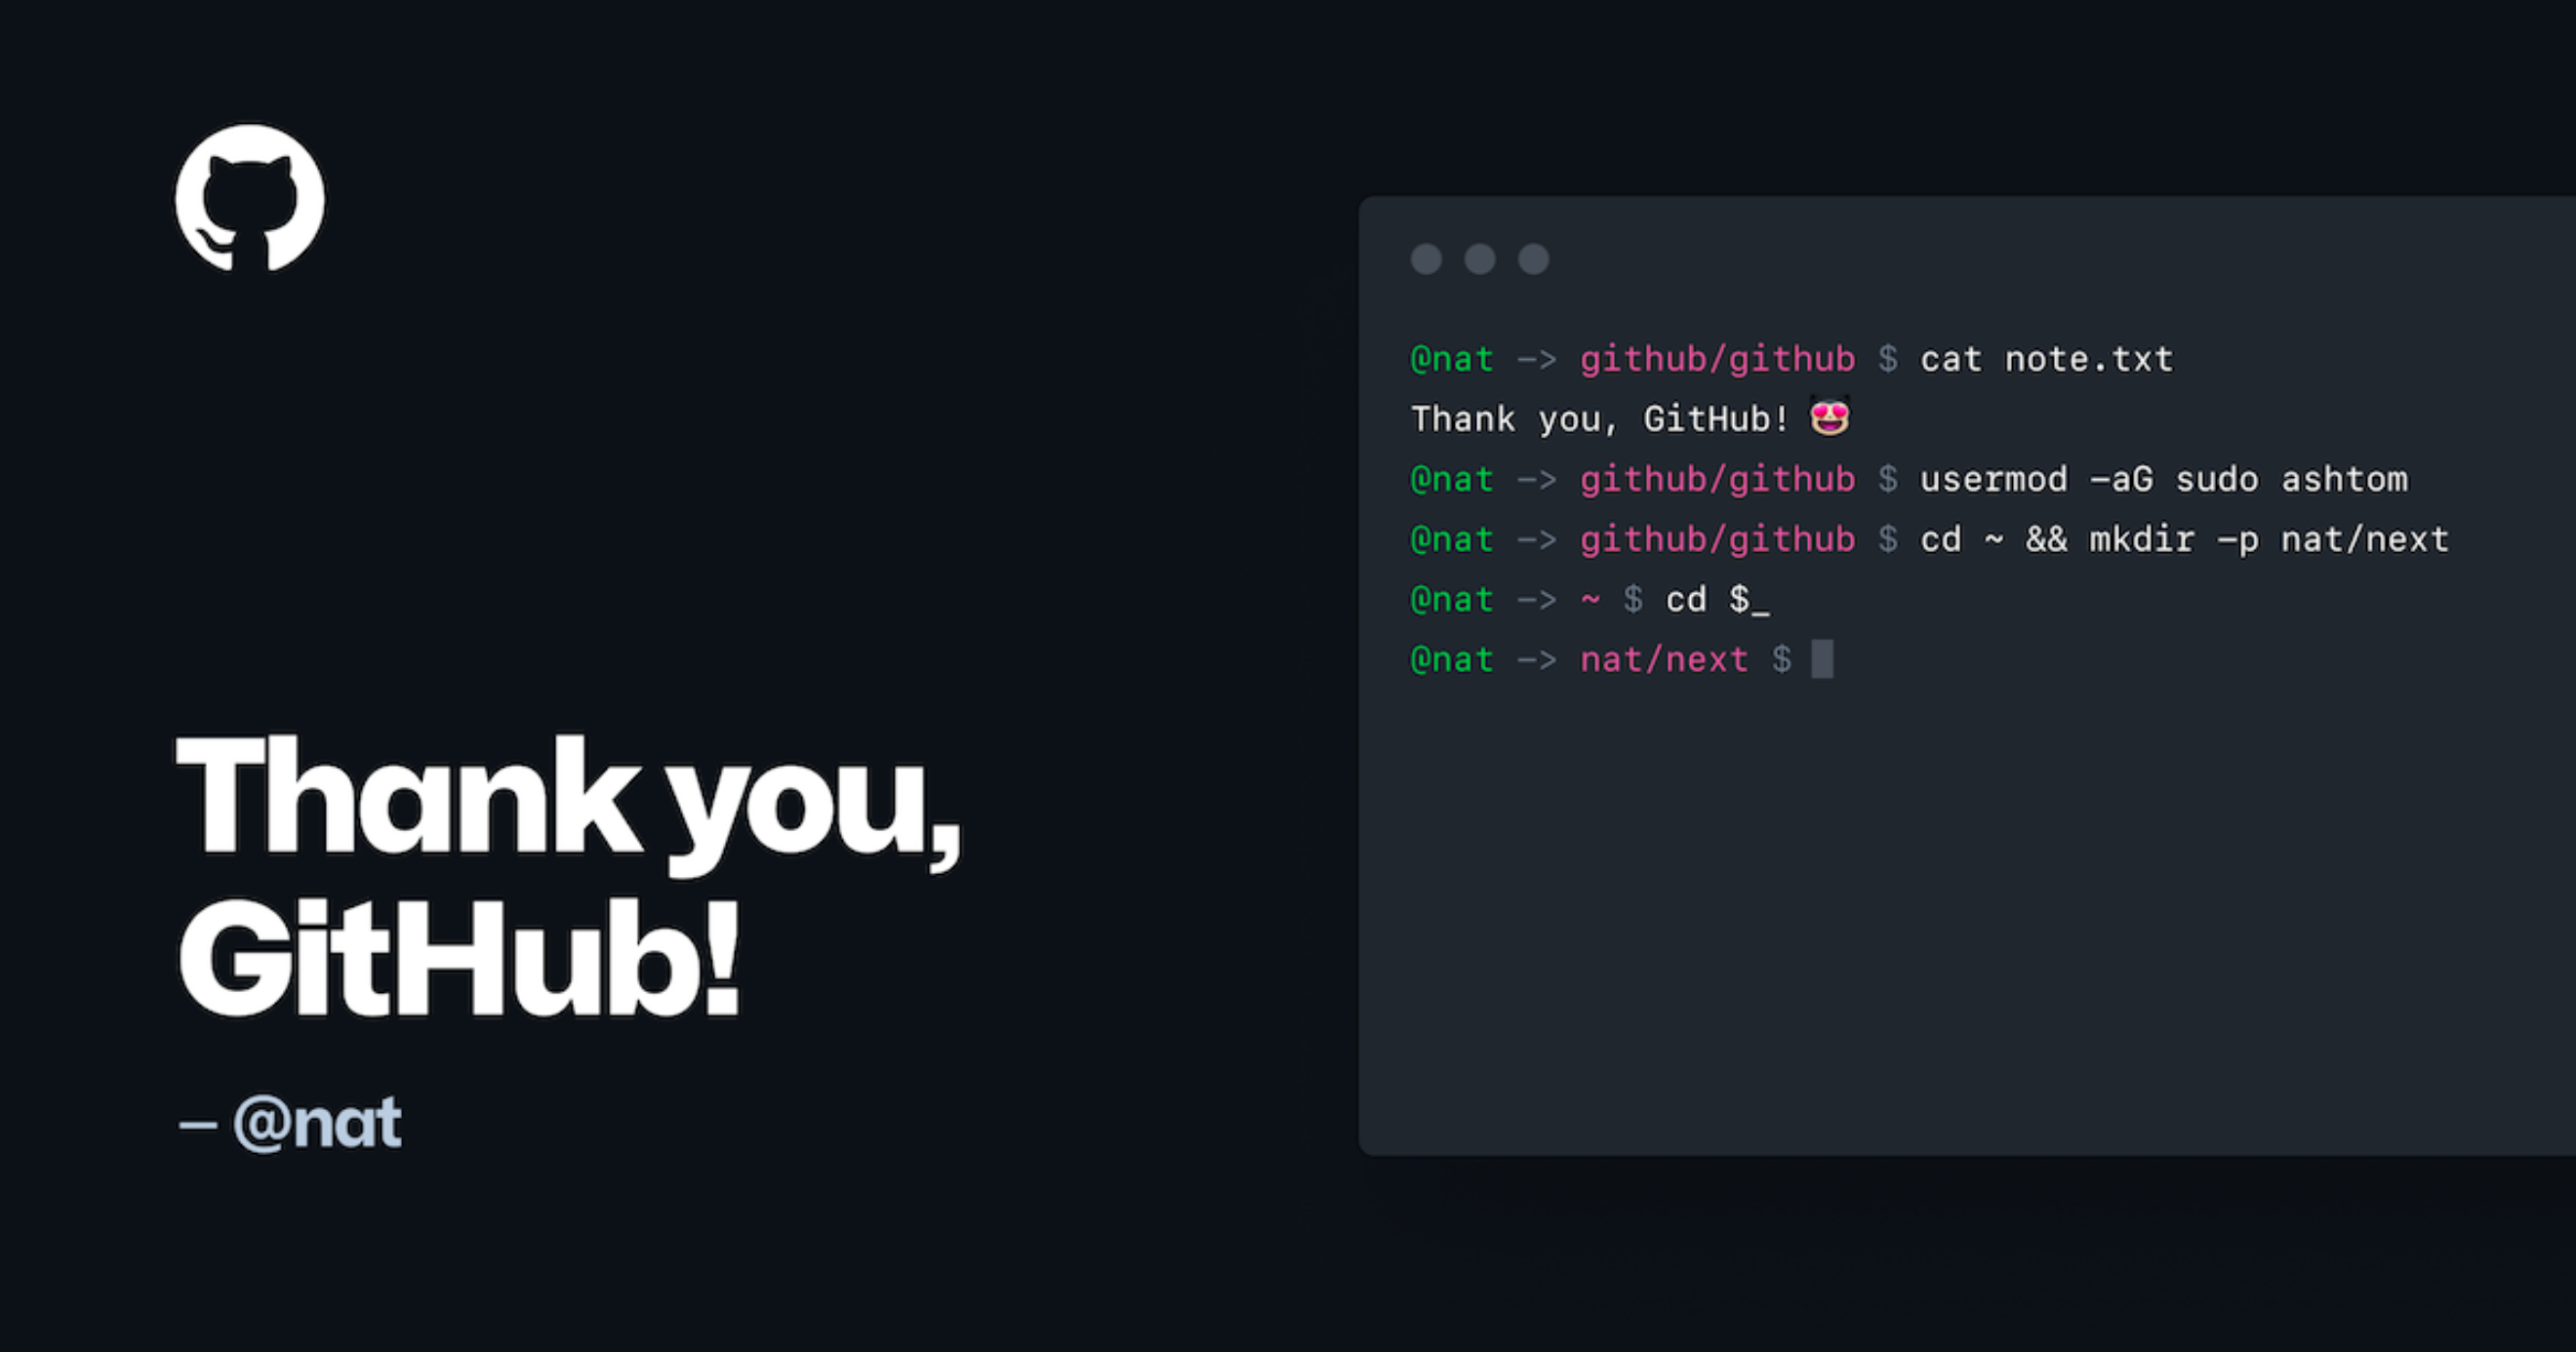 Thank you,
GitHub!
– @nat
@nat -> github/github $ cat note.txt
Thank you, GitHub! 😍
@nat -> github/github $ usermod -aG sudo ashtom
@nat -> github/github $ cd ~ && mkdir -p nat/next
@nat -> ~ $ cd $_
@nat -> nat/next $